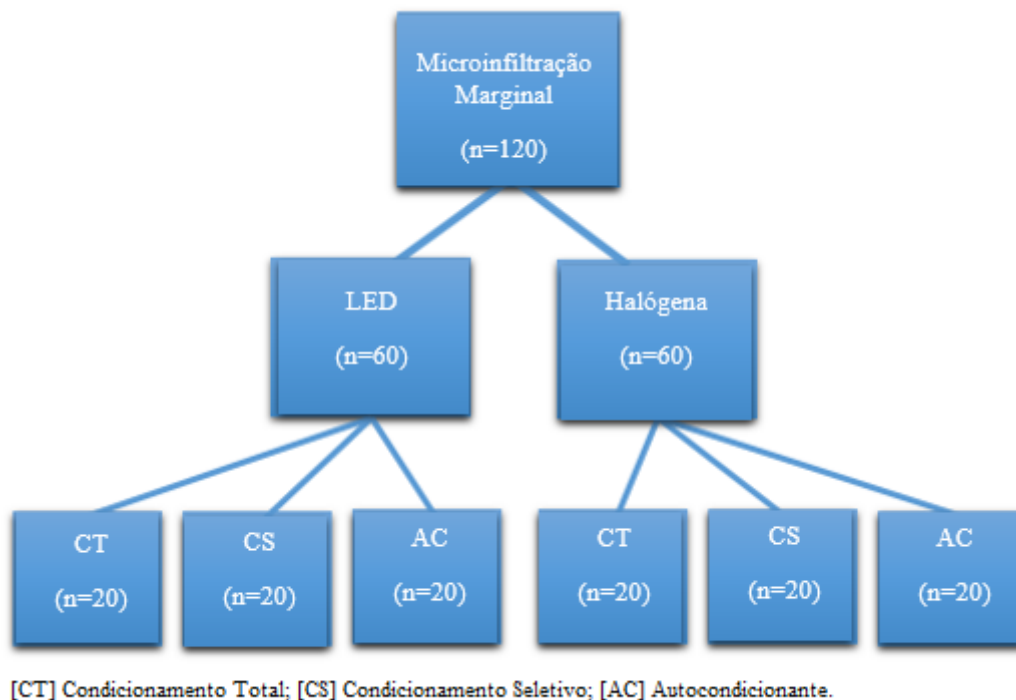 Microinfiltração
Marginal
(n=120)
LED
(n=60)
Halógena
(n=60)
CT
(n=20)
CS
(n=20)
AC
(n=20)
CT
(n=20)
CS
(n=20)
AC
(n=20)
[CT] Condicionamento Total; [CS] Condicionamento Seletivo; [AC] Autocondicionante.